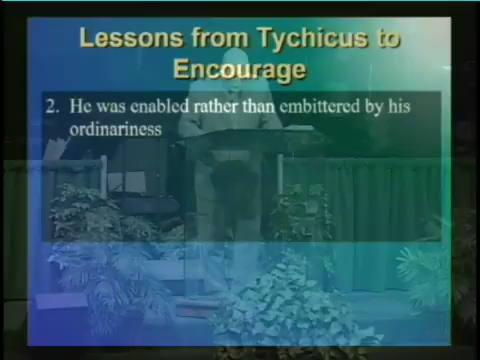 Lessons from Tychicus to
Encourage
2. He was enabled rather than embittered by his
ordinariness